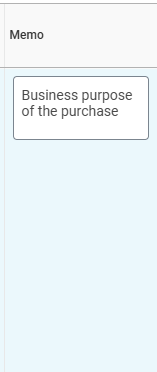 Memo
Business purpose
of the purchase